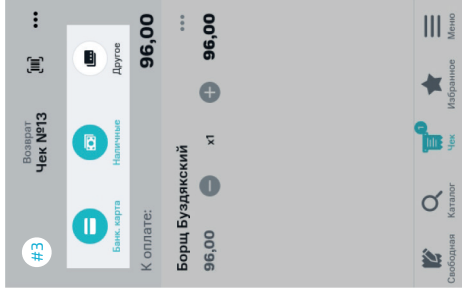 #3
Возврат
Чек №13
Банк. карта
Наличные
Другое
К оплате:
96,00
Борщ Буздякский
96,00
x1
96,00
1
Свободная
Каталог
Чек
Избранное
Меню